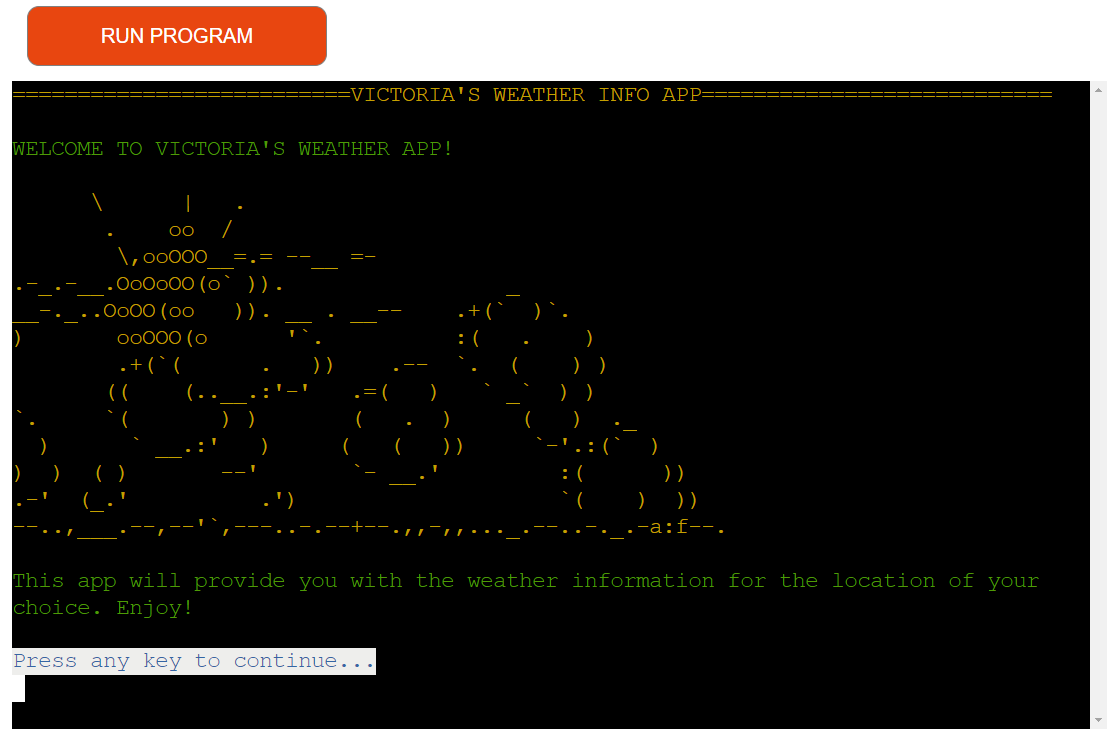 RUN PROGRAM
==========================VICTORIA'S WEATHER INFO APP===========================
WELCOME TO VICTORIA'S WEATHER APP!
            \      |   .
       .    oo  /
        \,ooOOO__=.= --__ =-
.-_.-__.OoOoOO(o` )).                 _
__-._..OoOO(oo   )). __ . __--    .+(`  )`.
)       ooOOO(o      '`.          :(   .    )
        .+(`(      .   ))    .--  `.  (    ) )
       ((    (..__.:'-'   .=(   )   ` _`  ) )
`.     `(       ) )       (   .  )     (   )  ._
  )      ` __.:'   )     (   (   ))     `-'.:(`  )
)  )  ( )       --'       `- __.'         :(      ))
.-'  (_.'          .')                    `(    )  ))
--..,___.--,--'`,---..-.--+--.,,-,,..._.--..-._.-a:f--.
This app will provide you with the weather information for the location of your
choice. Enjoy!
Press any key to continue...